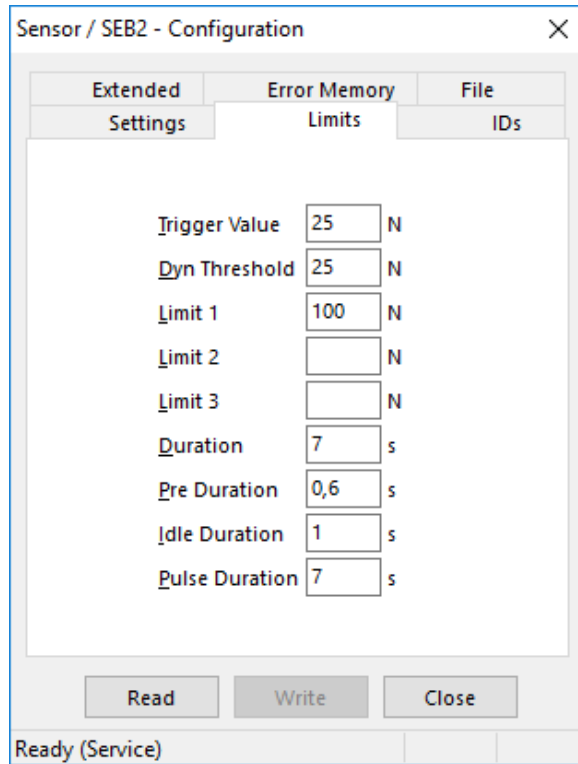 Sensor / SEB2 - Configuration
Extended Error Memory File
Settings Limits IDs
Trigger Value 25 N
Dyn Threshold 25 N
Limit 1 100 N
Limit 2 N
Limit 3 N
Duration 7 s
Pre Duration 0,6 s
Idle Duration 1 s
Pulse Duration 7 s
Read Write Close
Ready (Service)